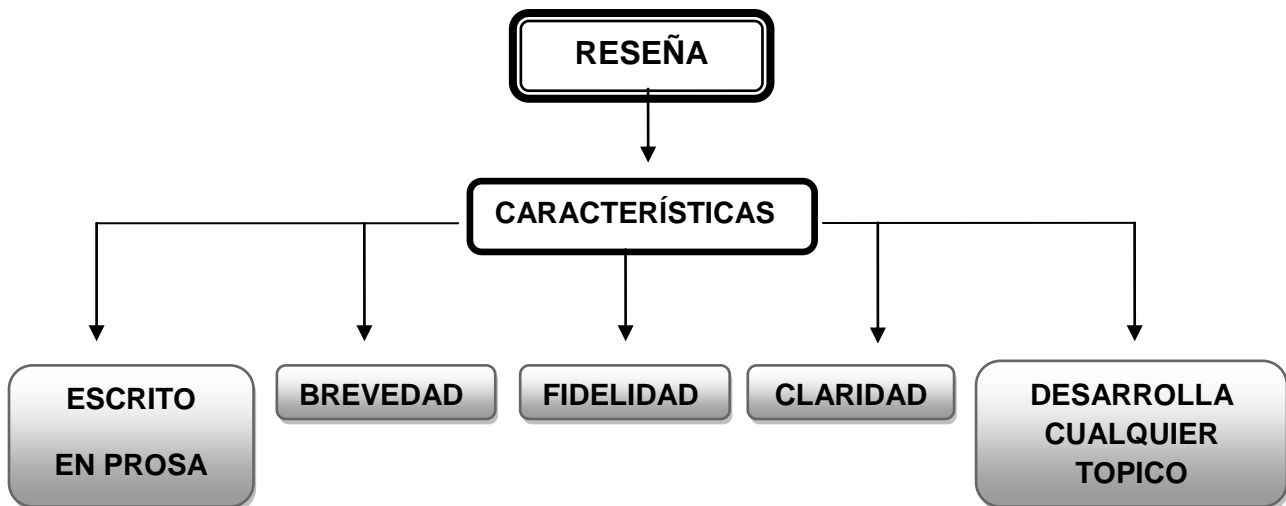 RESEÑA
CARACTERÍSTICAS
ESCRITO
EN PROSA
BREVEDAD
FIDELIDAD
CLARIDAD
DESARROLLA
CUALQUIER
TOPICO